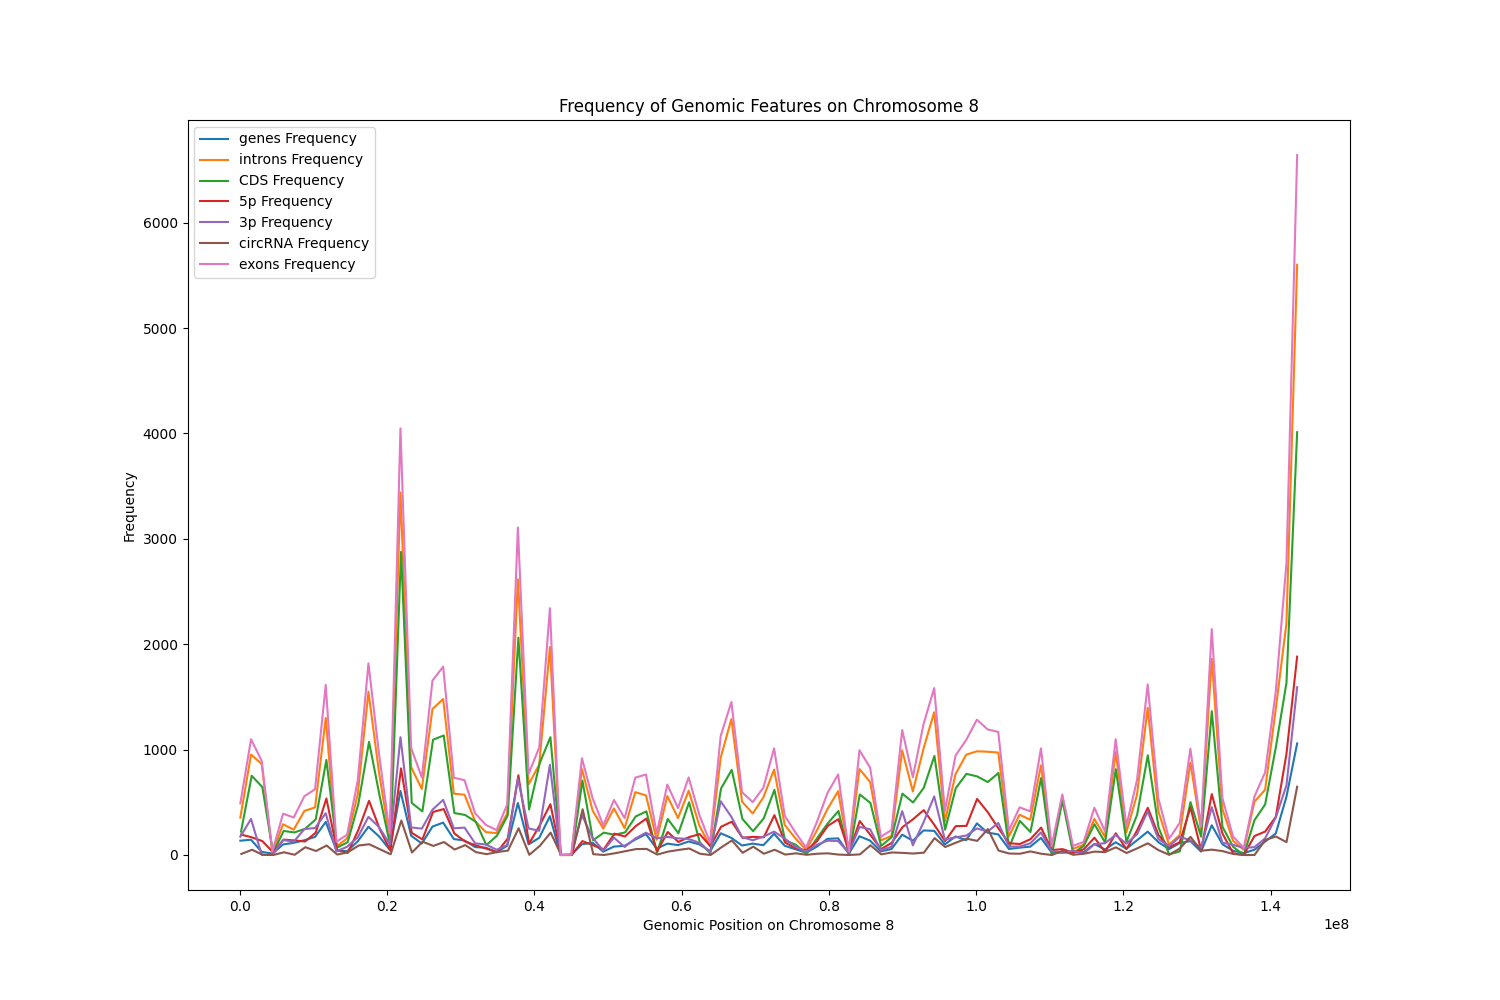 Frequency of Genomic Features on Chromosome 8
genes Frequency
introns Frequency
CDS Frequency
5p Frequency
3p Frequency
circRNA Frequency
exons Frequency
6000
5000
4000
3000
2000
1000
0
Frequency
0.0 0.2 0.4 0.6 0.8 1.0 1.2 1.4
1e8
Genomic Position on Chromosome 8